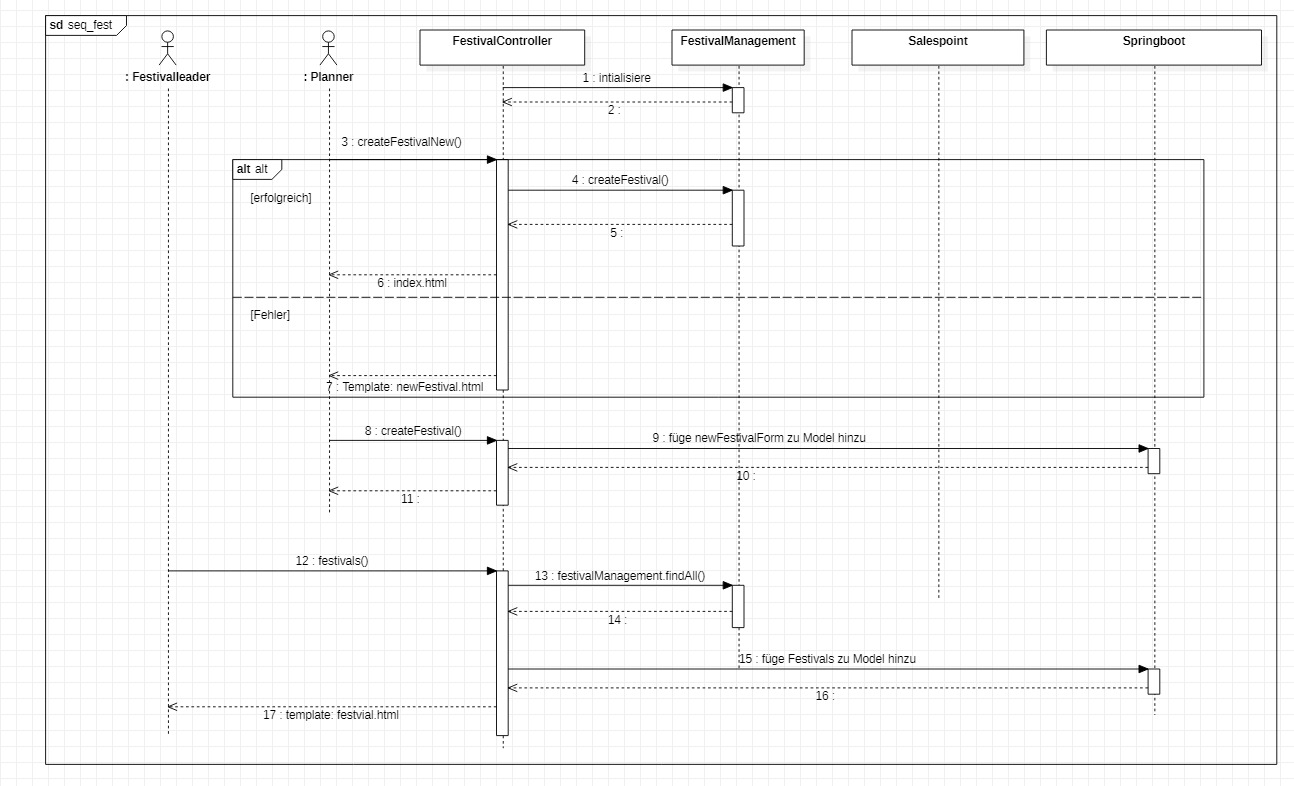 sd seq_fest
: Festivalleader
: Planner
FestivalController
FestivalManagement
Salespoint
Springboot
1 : intialisiere
2 :
3 : createFestivalNew()
alt alt
[erfolgreich]
4 : createFestival()
5 :
6 : index.html
[Fehler]
7 : Template: newFestival.html
8 : createFestival()
9 : füge newFestivalForm zu Model hinzu
10 :
11 :
12 : festivals()
13 : festivalManagement.findAll()
14 :
15 : füge Festivals zu Model hinzu
16 :
17 : template: festvial.html